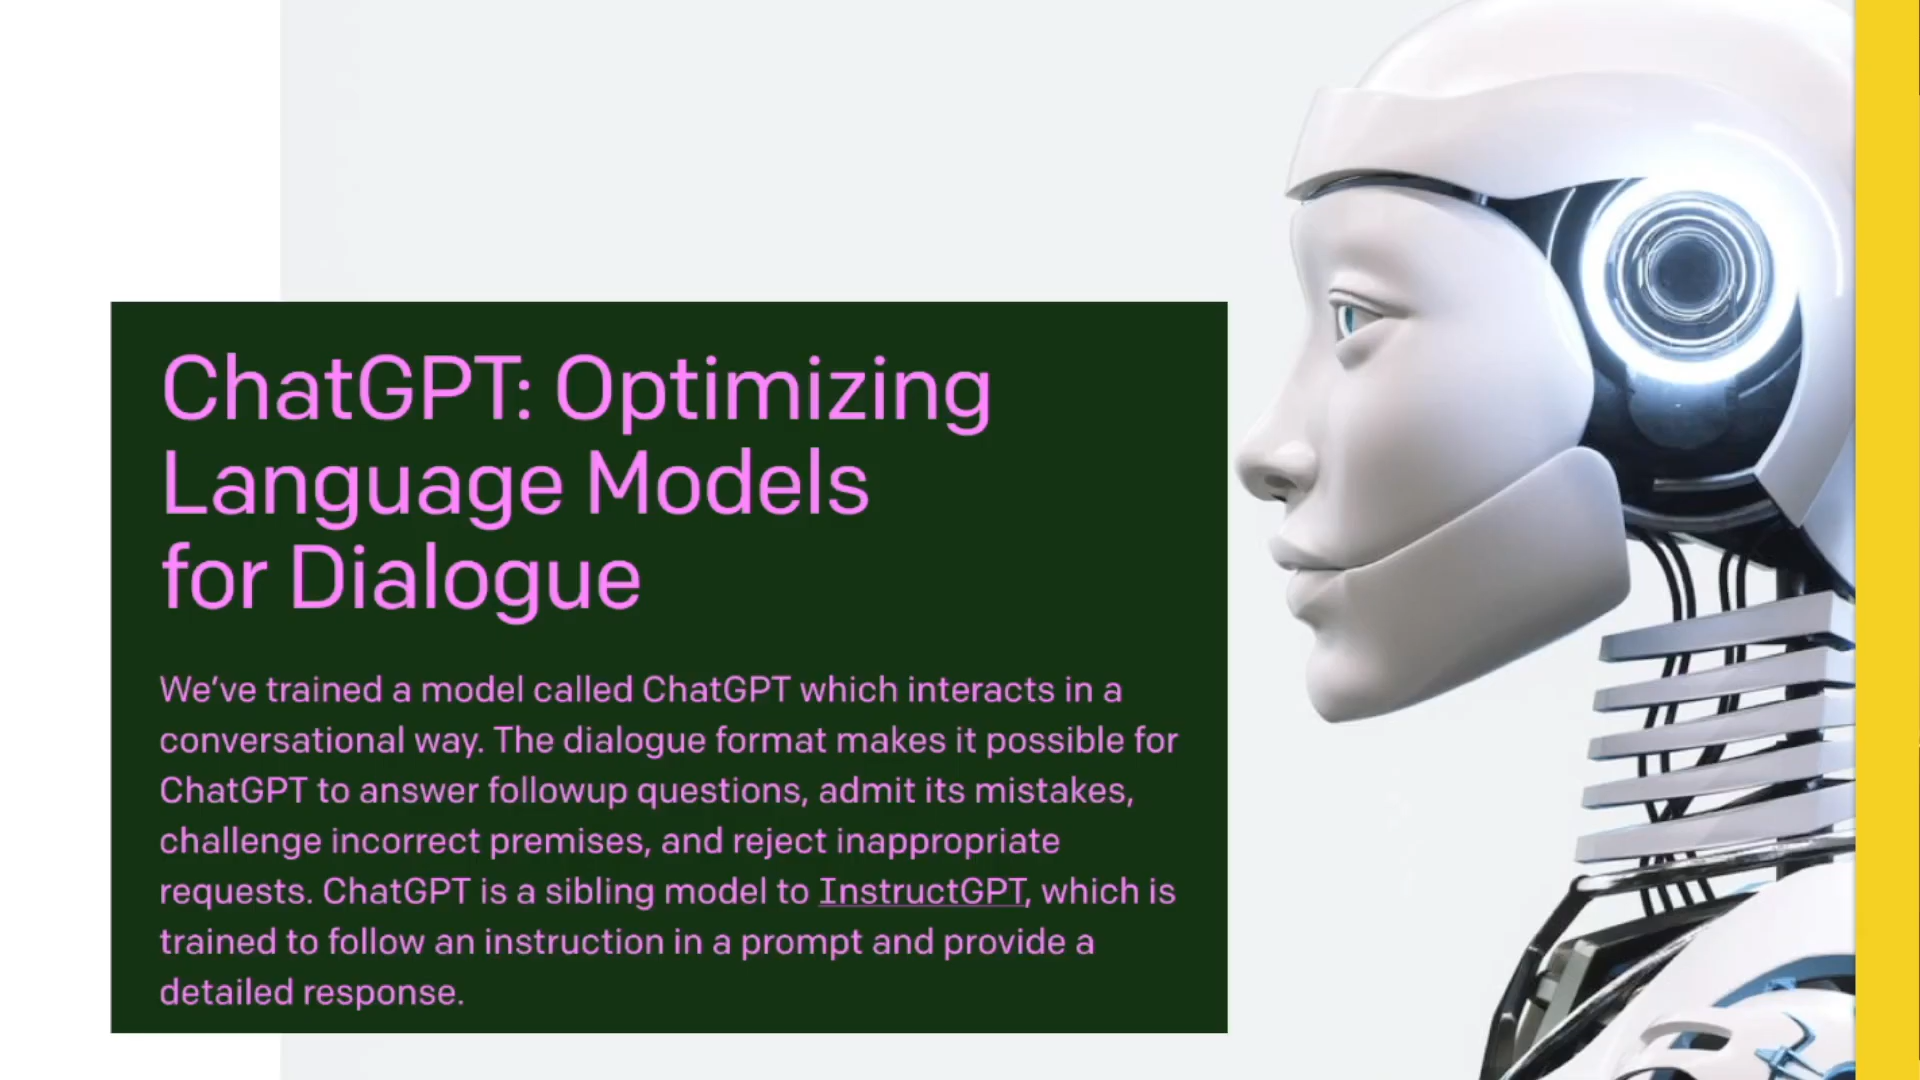 ChatGPT: Optimizing
Language Models
for Dialogue
We’ve trained a model called ChatGPT which interacts in a
conversational way. The dialogue format makes it possible for
ChatGPT to answer followup questions, admit its mistakes,
challenge incorrect premises, and reject inappropriate
requests. ChatGPT is a sibling model to InstructGPT, which is
trained to follow an instruction in a prompt and provide a
detailed response.